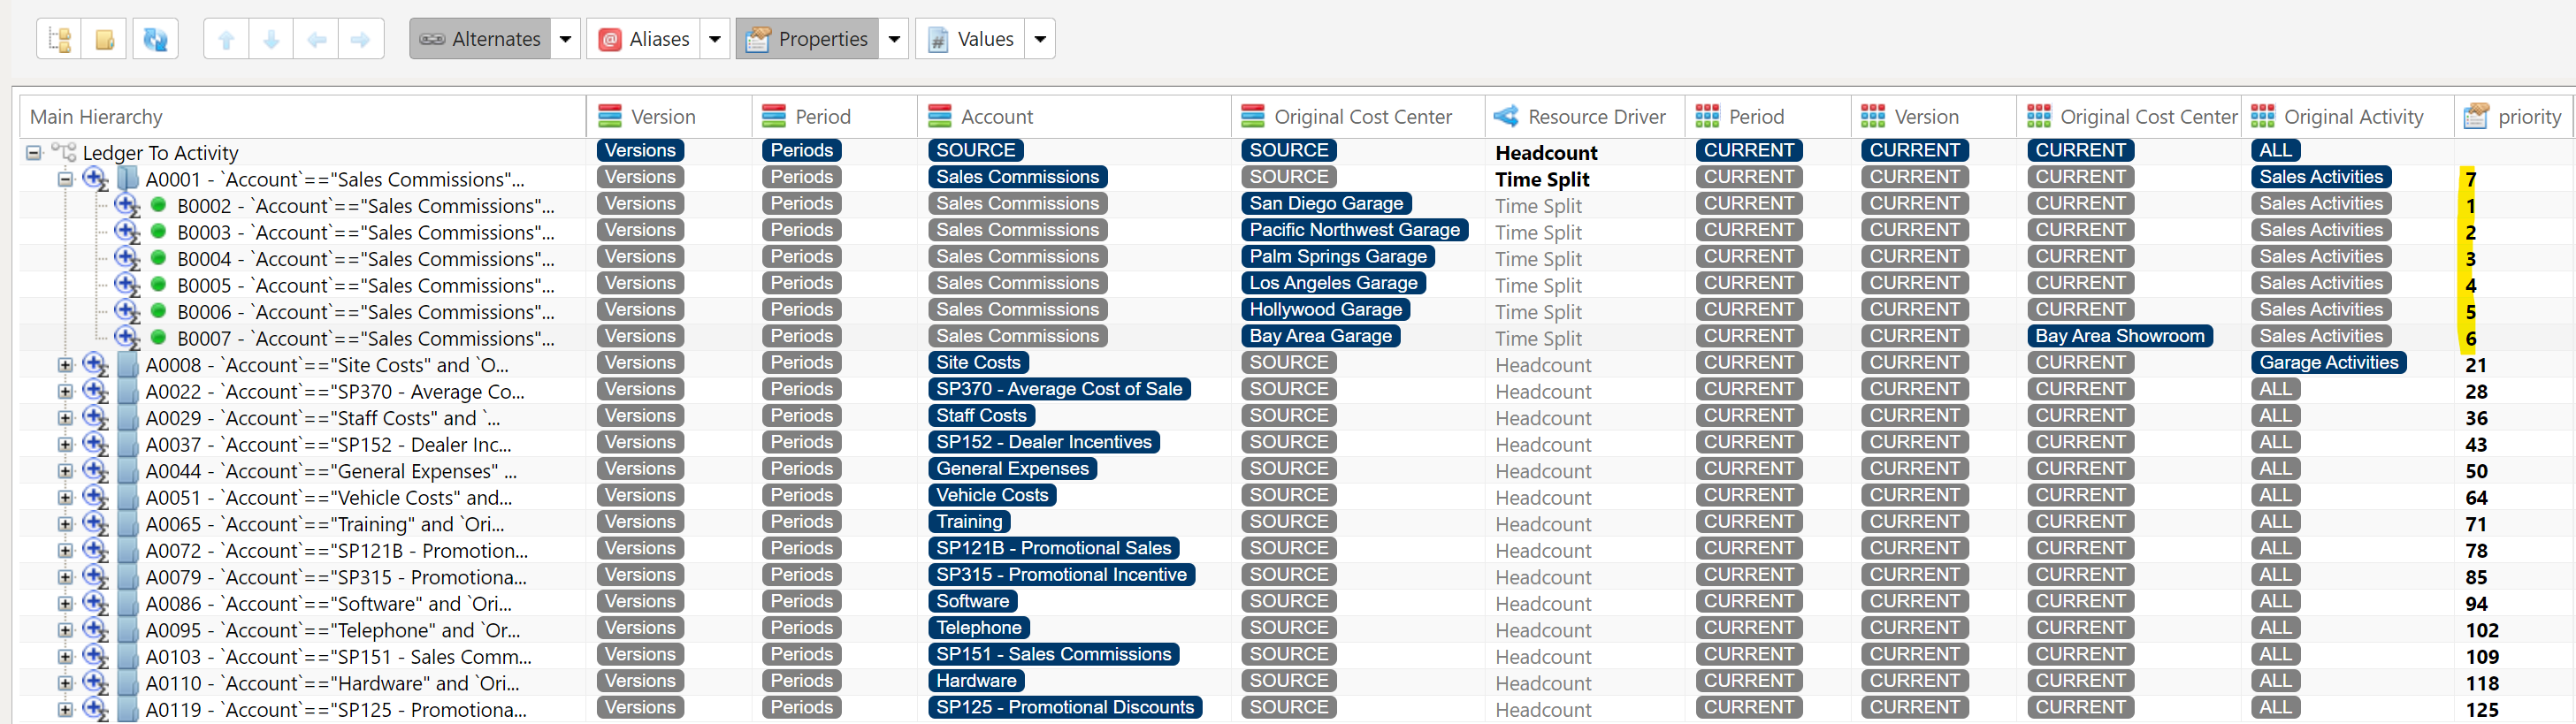 Alternates Aliases Properties Values
Main Hierarchy Version Period Account Original Cost Center Resource Driver Period Version Original Cost Center Original Activity priority
Ledger To Activity Versions Periods SOURCE SOURCE Headcount CURRENT CURRENT CURRENT ALL
A0001 - `Account`=="Sales Commissions"... Versions Periods Sales Commissions SOURCE Time Split CURRENT CURRENT CURRENT Sales Activities 7
B0002 - `Account`=="Sales Commissions"... Versions Periods Sales Commissions San Diego Garage Time Split CURRENT CURRENT CURRENT Sales Activities 1
B0003 - `Account`=="Sales Commissions"... Versions Periods Sales Commissions Pacific Northwest Garage Time Split CURRENT CURRENT CURRENT Sales Activities 2
B0004 - `Account`=="Sales Commissions"... Versions Periods Sales Commissions Palm Springs Garage Time Split CURRENT CURRENT CURRENT Sales Activities 3
B0005 - `Account`=="Sales Commissions"... Versions Periods Sales Commissions Los Angeles Garage Time Split CURRENT CURRENT CURRENT Sales Activities 4
B0006 - `Account`=="Sales Commissions"... Versions Periods Sales Commissions Hollywood Garage Time Split CURRENT CURRENT CURRENT Sales Activities 5
B0007 - `Account`=="Sales Commissions"... Versions Periods Sales Commissions Bay Area Garage Time Split CURRENT CURRENT Bay Area Showroom Sales Activities 6
A0008 - `Account`=="Site Costs" and `O... Versions Periods Site Costs SOURCE Headcount CURRENT CURRENT CURRENT Garage Activities 21
A0022 - `Account`=="SP370 - Average Co... Versions Periods SP370 - Average Cost of Sale SOURCE Headcount CURRENT CURRENT CURRENT ALL 28
A0029 - `Account`=="Staff Costs" and `... Versions Periods Staff Costs SOURCE Headcount CURRENT CURRENT CURRENT ALL 36
A0037 - `Account`=="SP152 - Dealer Inc... Versions Periods SP152 - Dealer Incentives SOURCE Headcount CURRENT CURRENT CURRENT ALL 43
A0044 - `Account`=="General Expenses" ... Versions Periods General Expenses SOURCE Headcount CURRENT CURRENT CURRENT ALL 50
A0051 - `Account`=="Vehicle Costs" and... Versions Periods Vehicle Costs SOURCE Headcount CURRENT CURRENT CURRENT ALL 64
A0065 - `Account`=="Training" and `Ori... Versions Periods Training SOURCE Headcount CURRENT CURRENT CURRENT ALL 71
A0072 - `Account`=="SP121B - Promotion... Versions Periods SP121B - Promotional Sales SOURCE Headcount CURRENT CURRENT CURRENT ALL 78
A0079 - `Account`=="SP315 - Promotiona... Versions Periods SP315 - Promotional Incentive SOURCE Headcount CURRENT CURRENT CURRENT ALL 85
A0086 - `Account`=="Software" and `Ori... Versions Periods Software SOURCE Headcount CURRENT CURRENT CURRENT ALL 94
A0095 - `Account`=="Telephone" and `Or... Versions Periods Telephone SOURCE Headcount CURRENT CURRENT CURRENT ALL 102
A0103 - `Account`=="SP151 - Sales Comm... Versions Periods SP151 - Sales Commissions SOURCE Headcount CURRENT CURRENT CURRENT ALL 109
A0110 - `Account`=="Hardware" and `Ori... Versions Periods Hardware SOURCE Headcount CURRENT CURRENT CURRENT ALL 118
A0119 - `Account`=="SP125 - Promotiona... Versions Periods SP125 - Promotional Discounts SOURCE Headcount CURRENT CURRENT CURRENT ALL 125